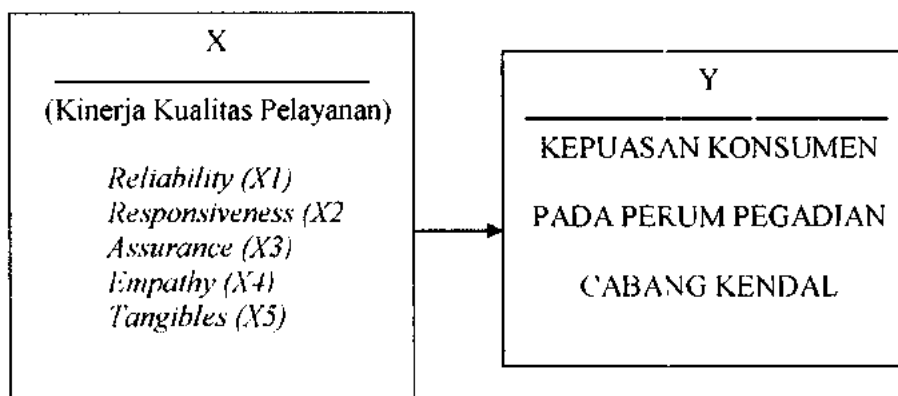 X
(Kinerja Kualitas Pelayanan)
Reliability (X1)
Responsiveness (X2
Assurance (X3)
Empathy (X4)
Tangibles (X5)
Y
KEPUASAN KONSUMEN
PADA PERUM PEGADIAN
CABANG KENDAL